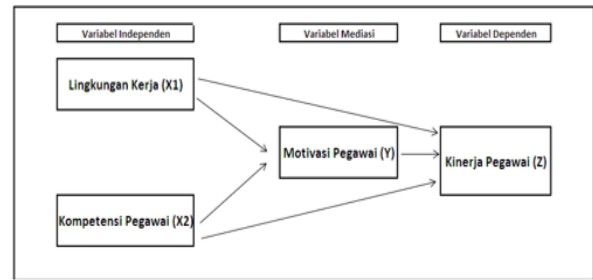 Variabel Independen
Variabel Mediasi
Variabel Dependen
Lingkungan Kerja (X1)
Motivasi Pegawai (Y)
Kinerja Pegawai (Z)
Kompetensi Pegawai (X2)